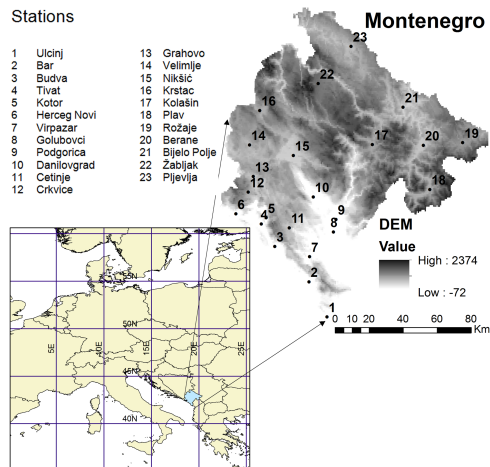 Stations
Montenegro
1 Ulcinj
2 Bar
3 Budva
4 Tivat
5 Kotor
6 Herceg Novi
7 Virpazar
8 Golubovci
9 Podgorica
10 Danilovgrad
11 Cetinje
12 Crkvice
13 Grahovo
14 Velimlje
15 Nikšić
16 Krstac
17 Kolašin
18 Plav
19 Rožaje
20 Berane
21 Bijelo Polje
22 Žabljak
23 Pljevlja
23
22
21
16
14
15
17
20
19
13
12
18
10
6
5
4
11
9
8
3
7
2
1
DEM
Value
High : 2374
Low : -72
0 10 20 40 60 80
Km
55N
50N
45N
40N
5E
10E
15E
20E
25E